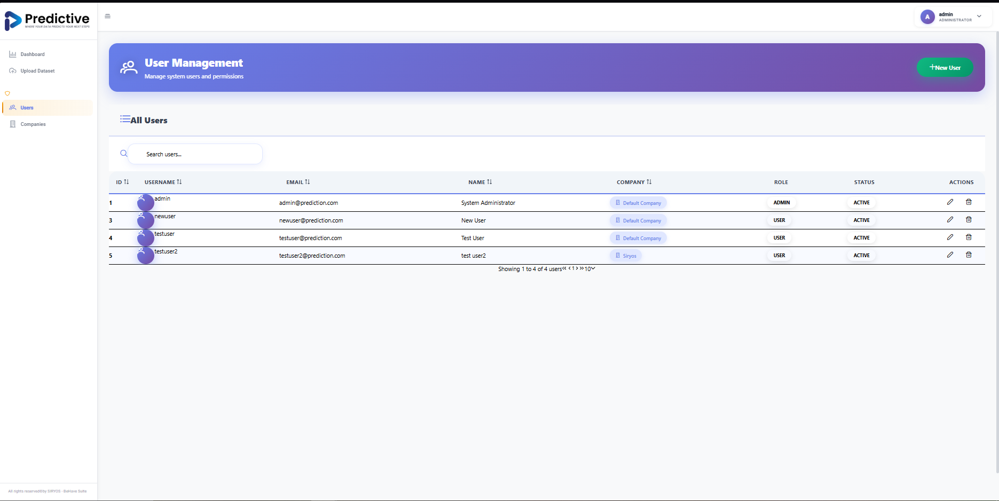 Predictive
WHERE YOUR DATA PREDICTS YOUR NEXT STEPS
A
admin
ADMINISTRATOR
Dashboard
Upload Dataset
Users
Companies
User Management
Manage system users and permissions
New User
All Users
Search users...
ID USERNAME EMAIL NAME COMPANY ROLE STATUS ACTIONS
1 admin admin@prediction.com System Administrator Default Company ADMIN ACTIVE
3 newuser newuser@prediction.com New User Default Company USER ACTIVE
4 testuser testuser@prediction.com Test User Default Company USER ACTIVE
5 testuser2 testuser2@prediction.com test user2 Siryos USER ACTIVE
Showing 1 to 4 of 4 users « ‹ 1 › » 10
All rights reserved©by SIRYOS - BeHave Suite